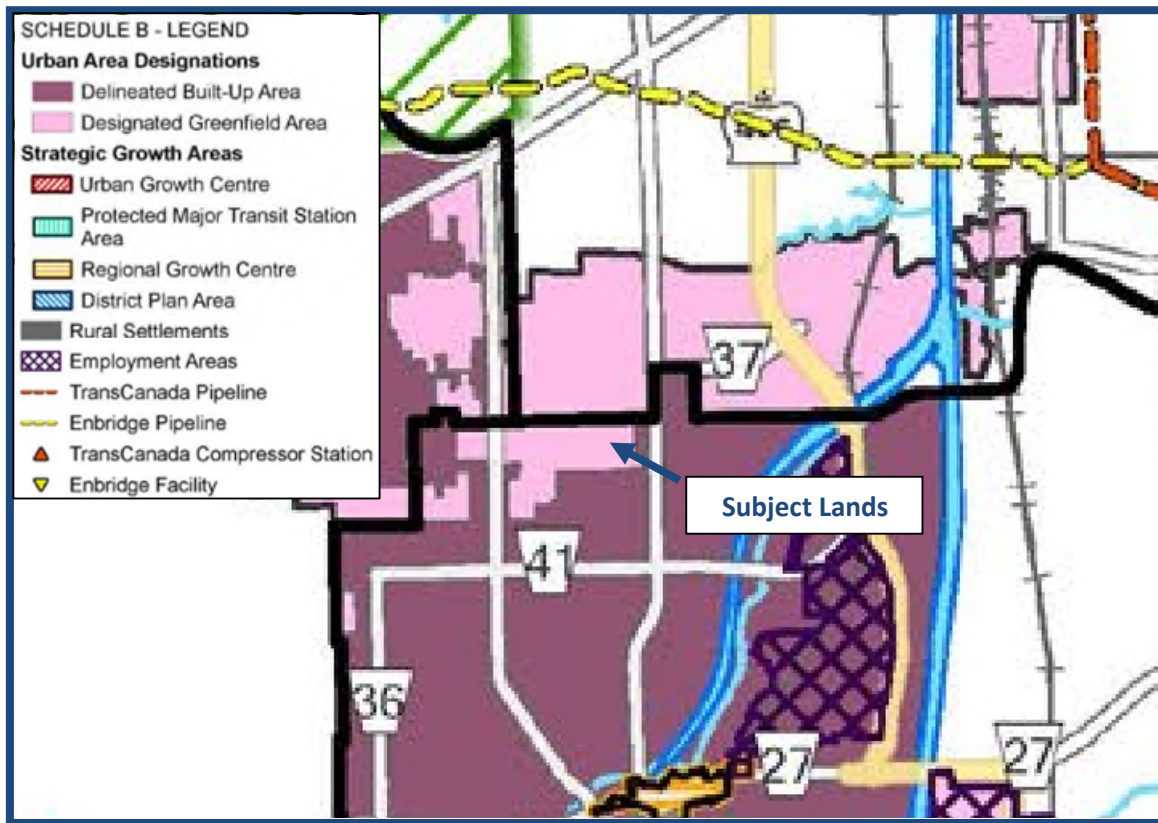 SCHEDULE B - LEGEND
Urban Area Designations
Delineated Built-Up Area
Designated Greenfield Area
Strategic Growth Areas
Urban Growth Centre
Protected Major Transit Station
Area
Regional Growth Centre
District Plan Area
Rural Settlements
Employment Areas
TransCanada Pipeline
Enbridge Pipeline
TransCanada Compressor Station
Enbridge Facility
37
Subject Lands
41
36
27
27